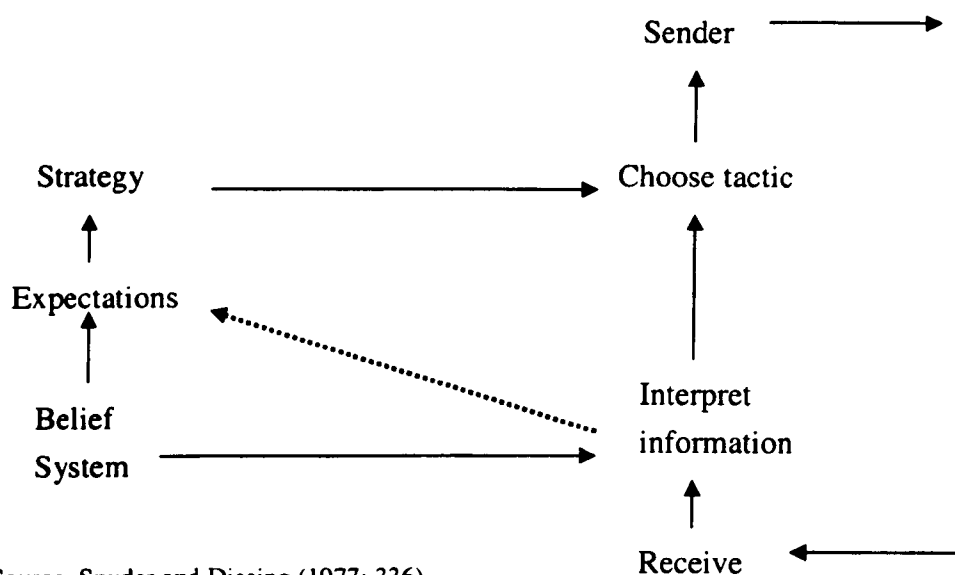 Sender
Strategy
Choose tactic
Expectations
Interpret
information
Belief
System
Receive
Source: Snyder and Diesing (1977: 336)